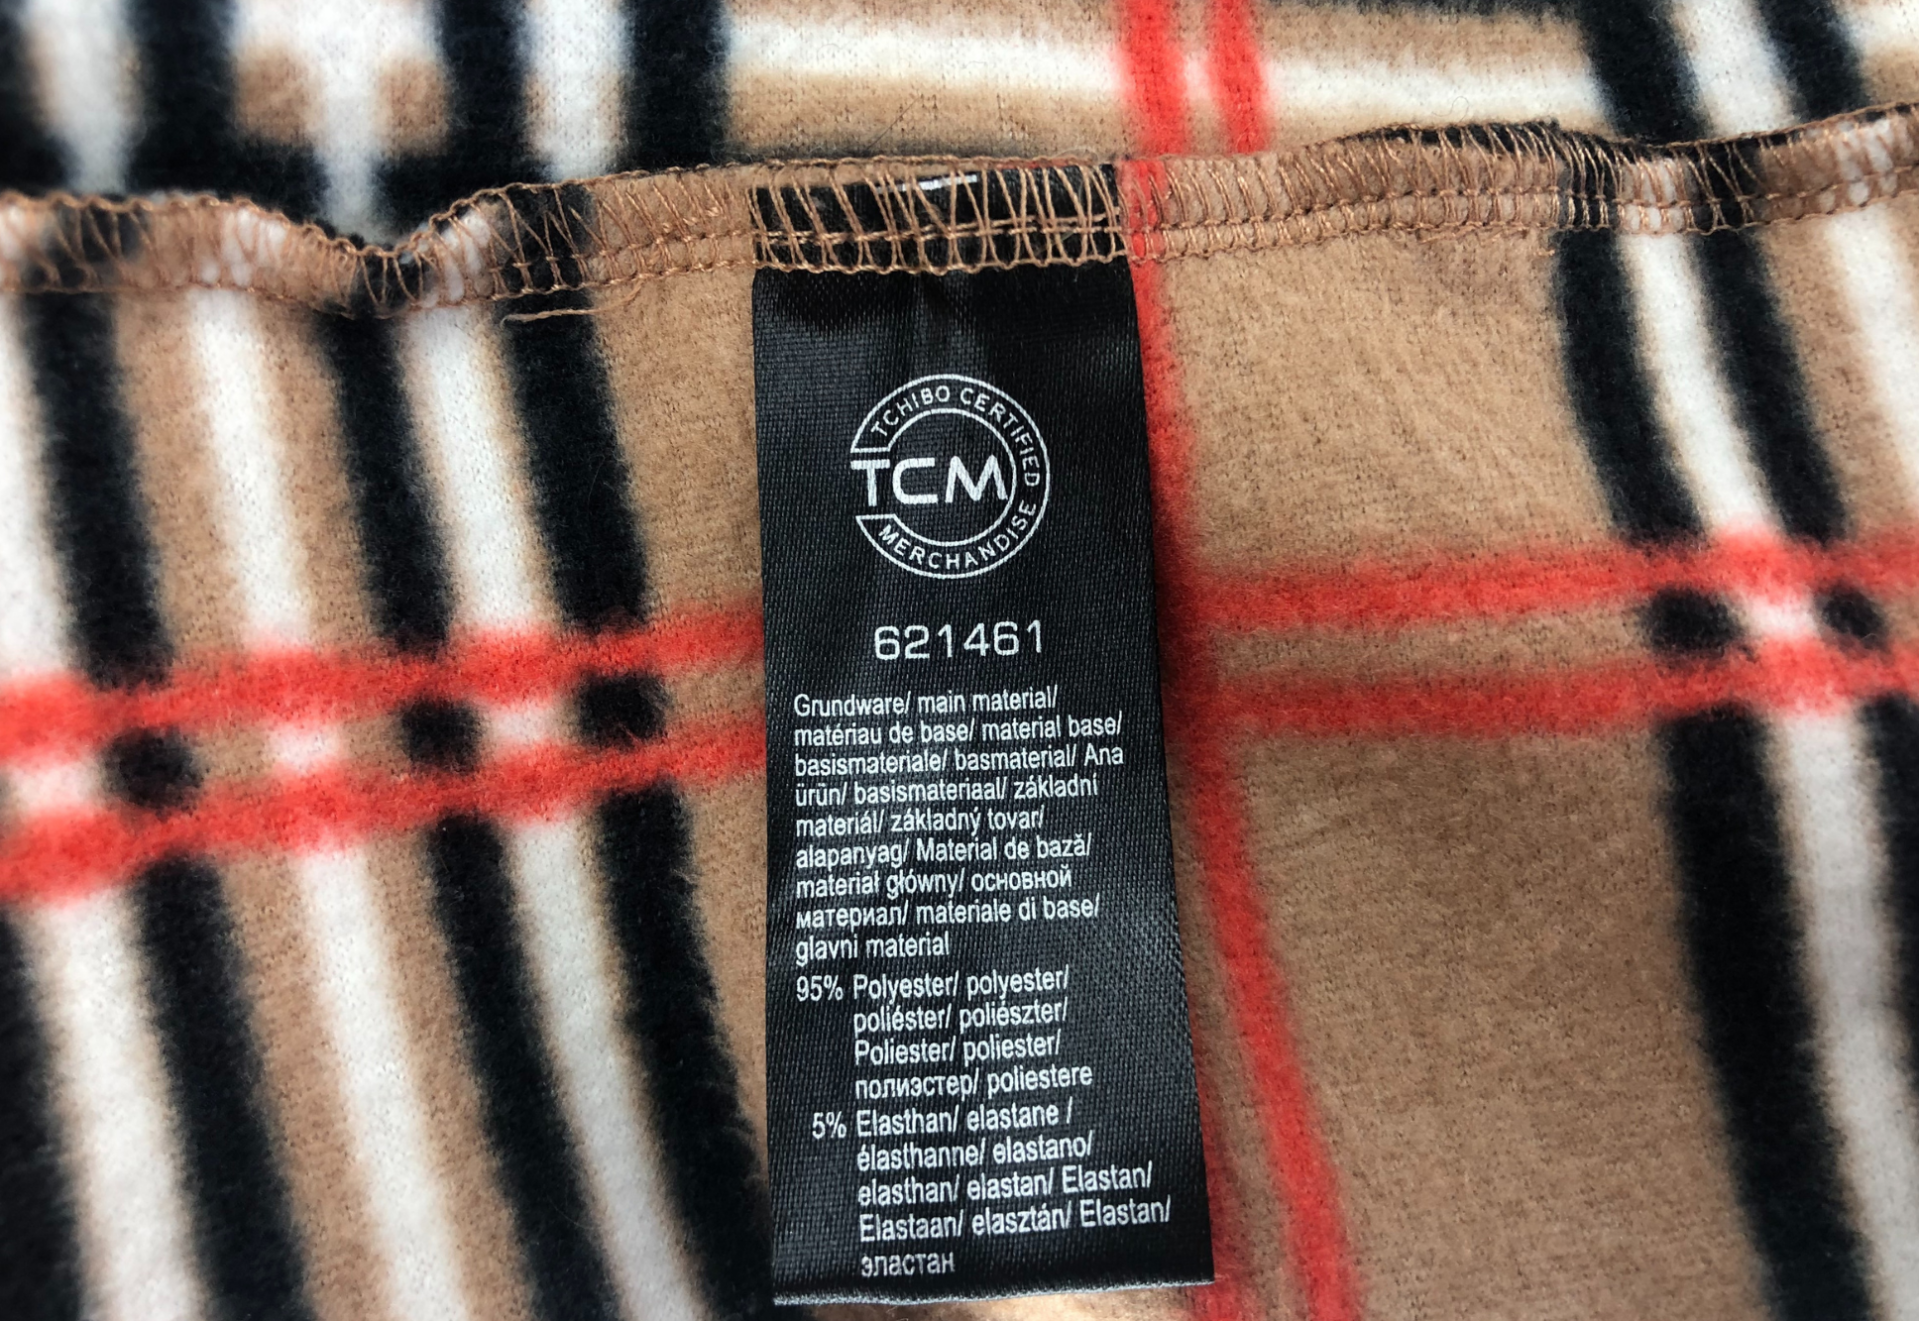 TCHIBO CERTIFIED
TCM
MERCHANDISE
621461
Grundware/ main material/
matériau de base/ material base/
basismateriale/ basmaterial/ Ana
ürün/ basismateriaal/ základní
materiál/ základný tovar/
alapanyag/ Material de bază/
materiał główny/ основной
материал/ materiale di base/
glavni material
95% Polyester/ polyester/
poliéster/ poliészter/
Poliester/ poliester/
полиэстер/ poliestere
5% Elasthan/ elastane /
élasthanne/ elastano/
elasthan/ elastan/ Elastan/
Elastaan/ elasztán/ Elastan/
эластан